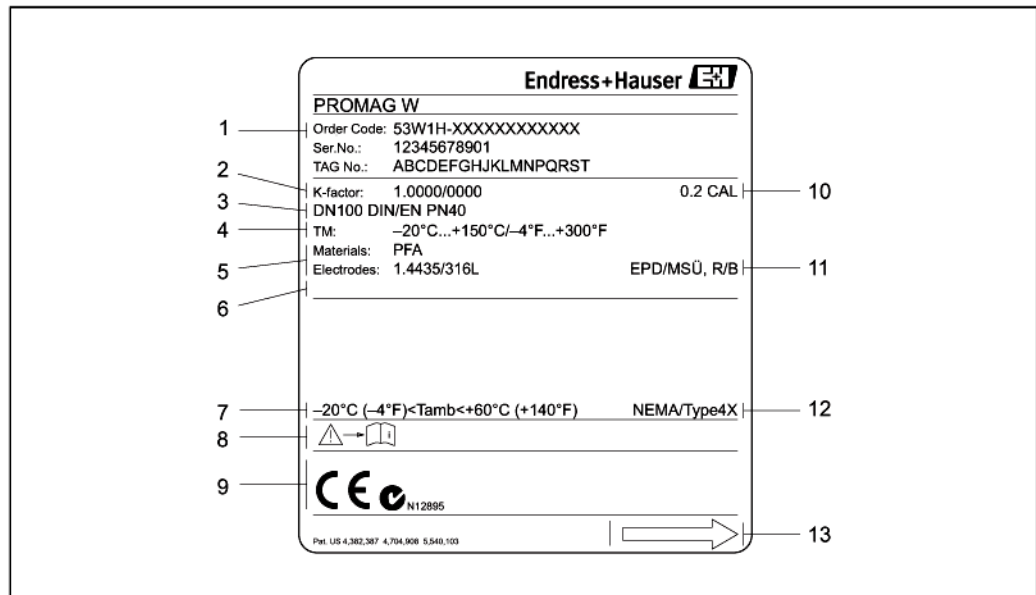 Endress+Hauser E+H
PROMAG W
1 Order Code: 53W1H-XXXXXXXXXXXX
Ser.No.: 12345678901
TAG No.: ABCDEFGHJKLMNPQRST
2 K-factor: 1.0000/0000 0.2 CAL 10
3 DN100 DIN/EN PN40
4 TM: –20°C...+150°C/–4°F...+300°F
Materials: PFA
5 Electrodes: 1.4435/316L EPD/MSÜ, R/B 11
6
7 –20°C (–4°F)<Tamb<+60°C (+140°F) NEMA/Type4X 12
8 i
9 CE N12895
Pat. US 4,382,387 4,704,908 5,540,103 13